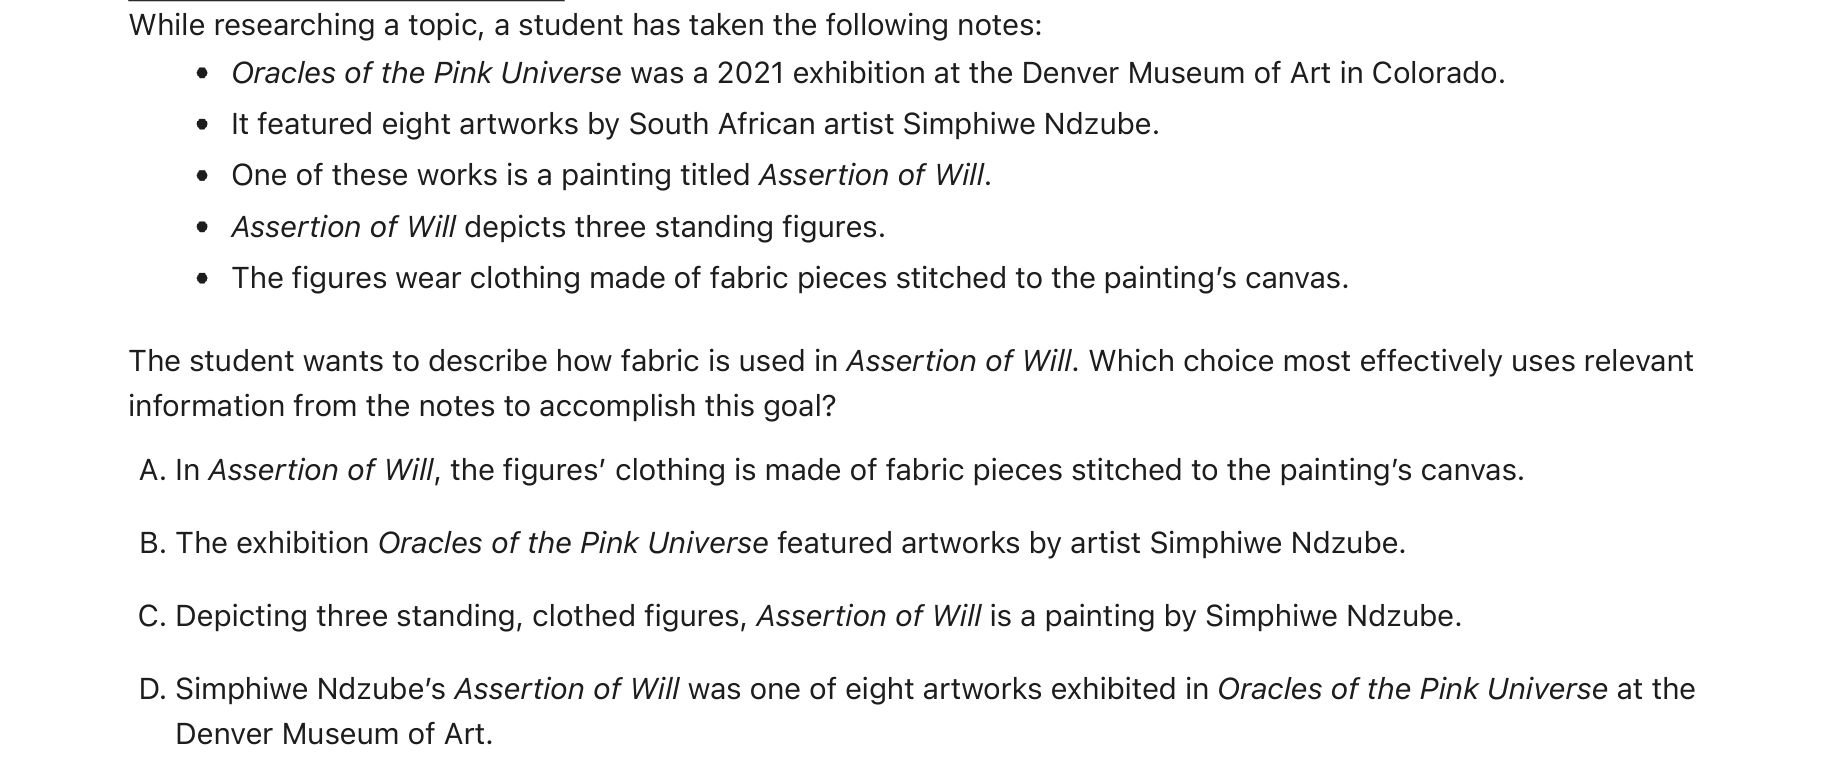 While researching a topic, a student has taken the following notes:
• Oracles of the Pink Universe was a 2021 exhibition at the Denver Museum of Art in Colorado.
• It featured eight artworks by South African artist Simphiwe Ndzube.
• One of these works is a painting titled Assertion of Will.
• Assertion of Will depicts three standing figures.
• The figures wear clothing made of fabric pieces stitched to the painting’s canvas.
The student wants to describe how fabric is used in Assertion of Will. Which choice most effectively uses relevant
information from the notes to accomplish this goal?
A. In Assertion of Will, the figures’ clothing is made of fabric pieces stitched to the painting’s canvas.
B. The exhibition Oracles of the Pink Universe featured artworks by artist Simphiwe Ndzube.
C. Depicting three standing, clothed figures, Assertion of Will is a painting by Simphiwe Ndzube.
D. Simphiwe Ndzube’s Assertion of Will was one of eight artworks exhibited in Oracles of the Pink Universe at the
Denver Museum of Art.